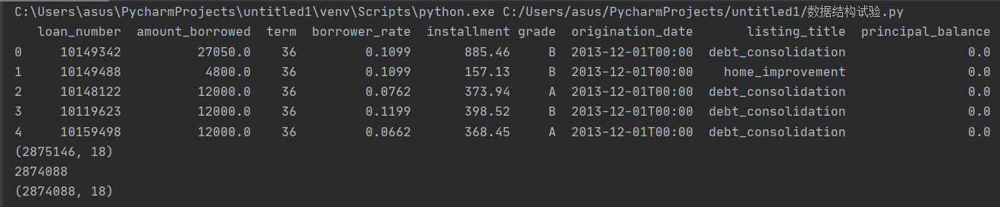 C:\Users\asus\PycharmProjects\untitled1\venv\Scripts\python.exe C:/Users/asus/PycharmProjects/untitled1/数据结构试验.py
loan_number amount_borrowed term borrower_rate installment grade origination_date listing_title principal_balance
0 10149342 27050.0 36 0.1099 885.46 B 2013-12-01T00:00 debt_consolidation 0.0
1 10149488 4800.0 36 0.1099 157.13 B 2013-12-01T00:00 home_improvement 0.0
2 10148122 12000.0 36 0.0762 373.94 A 2013-12-01T00:00 debt_consolidation 0.0
3 10119623 12000.0 36 0.1199 398.52 B 2013-12-01T00:00 debt_consolidation 0.0
4 10159498 12000.0 36 0.0662 368.45 A 2013-12-01T00:00 debt_consolidation 0.0
(2875146, 18)
2874088
(2874088, 18)